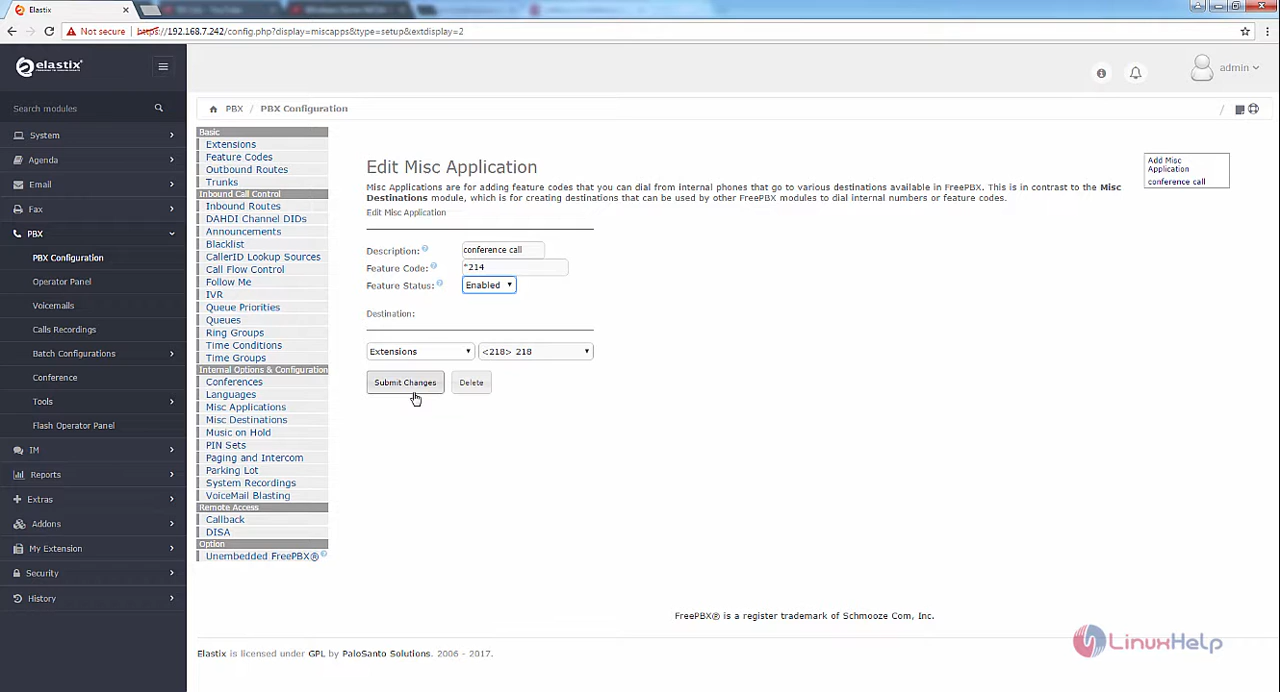 Elastix
Not secure
https://192.168.7.242/config.php?display=miscapps&type=setup&extdisplay=2
elastix
admin
Search modules
PBX / PBX Configuration
/
System
Agenda
Email
Fax
PBX
PBX Configuration
Operator Panel
Voicemails
Calls Recordings
Batch Configurations
Conference
Tools
Flash Operator Panel
IM
Reports
Extras
Addons
My Extension
Security
History
Basic
Extensions
Feature Codes
Outbound Routes
Trunks
Inbound Call Control
Inbound Routes
DAHDI Channel DIDs
Announcements
Blacklist
CallerID Lookup Sources
Call Flow Control
Follow Me
IVR
Queue Priorities
Queues
Ring Groups
Time Conditions
Time Groups
Internal Options & Configuration
Conferences
Languages
Misc Applications
Misc Destinations
Music on Hold
PIN Sets
Paging and Intercom
Parking Lot
System Recordings
VoiceMail Blasting
Remote Access
Callback
DISA
Option
Unembedded FreePBX®
Edit Misc Application
Misc Applications are for adding feature codes that you can dial from internal phones that go to various destinations available in FreePBX. This is in contrast to the Misc
Destinations module, which is for creating destinations that can be used by other FreePBX modules to dial internal numbers or feature codes.
Edit Misc Application
Description: conference call
Feature Code: *214
Feature Status: Enabled
Destination:
Extensions <218> 218
Submit Changes Delete
Add Misc
Application
conference call
FreePBX® is a register trademark of Schmooze Com, Inc.
Elastix is licensed under GPL by PaloSanto Solutions. 2006 - 2017.
LinuxHelp